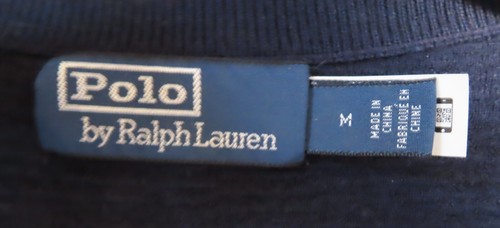 Polo
by Ralph Lauren
M
MADE IN
CHINA
FABRIQUÉ EN
CHINE